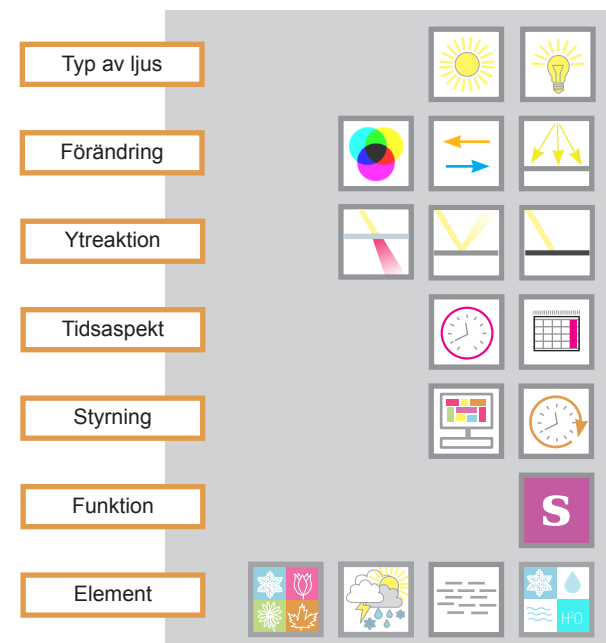 Typ av ljus
Förändring
Ytreaktion
Tidsaspekt
Styrning
Funktion
S
Element
H²O